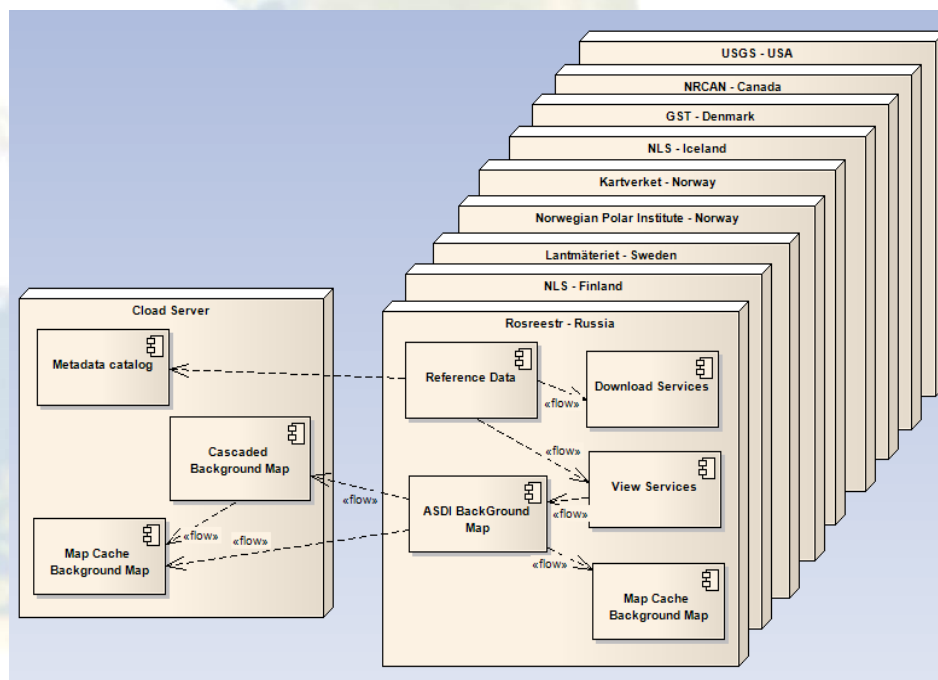 USGS - USA
NRCAN - Canada
GST - Denmark
NLS - Iceland
Kartverket - Norway
Norwegian Polar Institute - Norway
Lantmäteriet - Sweden
NLS - Finland
Rosreestr - Russia
Reference Data
Download Services
«flow»
«flow»
View Services
ASDI BackGround
Map
«flow»
«flow»
Map Cache
Background Map
Cload Server
Metadata catalog
Cascaded
Background Map
«flow»
«flow»
«flow»
Map Cache
Background Map